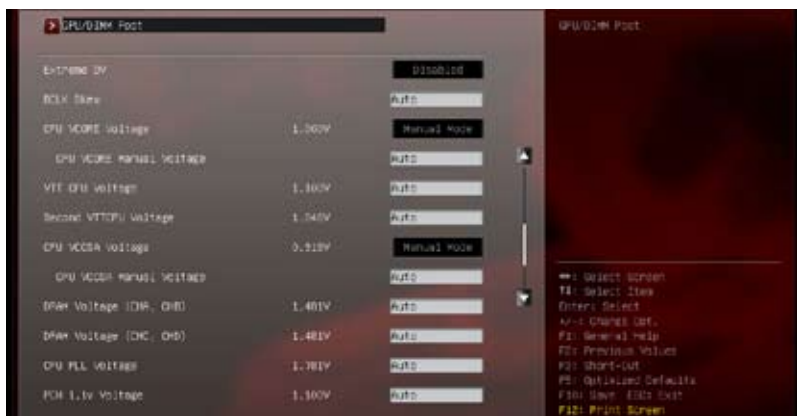 GPU/DIMM Post
GPU/DIMM Post
Extreme OV Disabled
BCLK Skew Auto
CPU VCORE Voltage Manual Mode
CPU VCORE Manual Voltage Auto
VTT CPU Voltage Auto
Second VTTCPU Voltage Auto
CPU VCCSA Voltage Manual Mode
CPU VCCSA Manual Voltage Auto
DRAM Voltage (CHA, CHB) Auto
DRAM Voltage (CHC, CHD) Auto
CPU PLL Voltage Auto
PCH 1.1v Voltage Auto
Select Screen
Select Item
Enter: Select
+/-: Change Opt.
F1: General Help
F2: Previous Values
F3: Short-cut
F5: Optimized Defaults
F10: Save ESC: Exit
F12: Print Screen